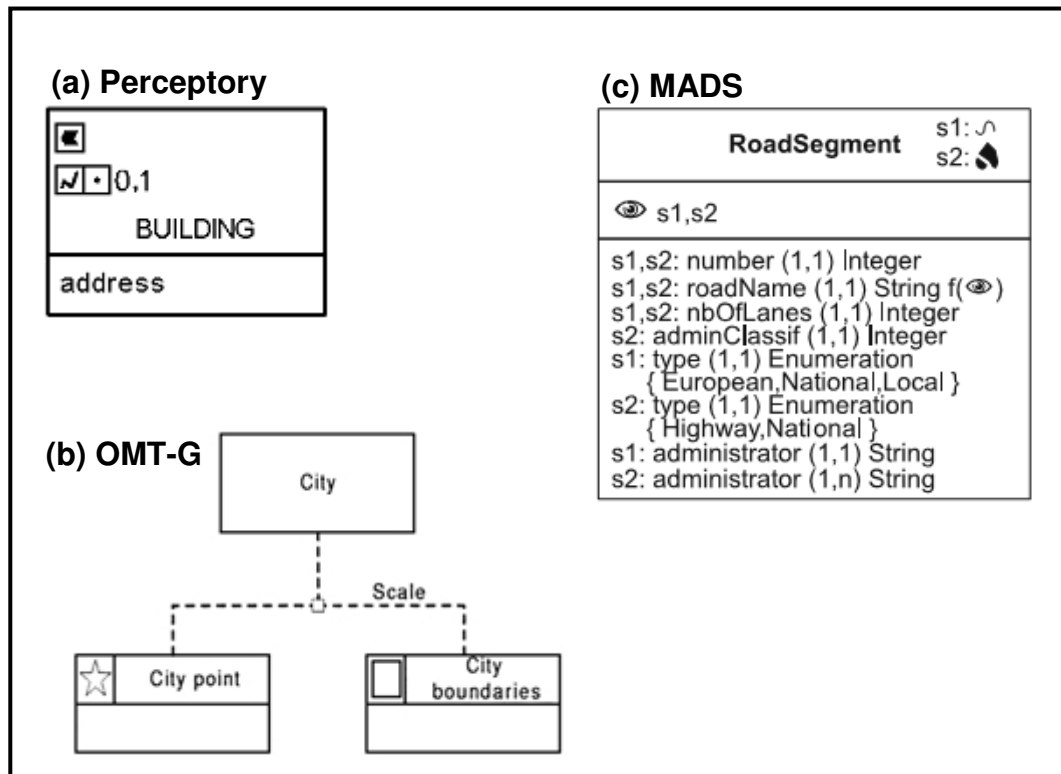 (a) Perceptory
0,1
BUILDING
address
(b) OMT-G
City
Scale
City point
City
boundaries
(c) MADS
RoadSegment
s1:
s2:
s1,s2
s1,s2: number (1,1) Integer
s1,s2: roadName (1,1) String f( )
s1,s2: nbOfLanes (1,1) Integer
s2: adminClassif (1,1) Integer
s1: type (1,1) Enumeration
{ European,National,Local }
s2: type (1,1) Enumeration
{ Highway,National }
s1: administrator (1,1) String
s2: administrator (1,n) String